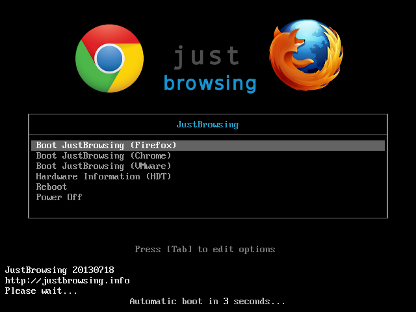 just
browsing
JustBrowsing
Boot JustBrowsing (Firefox)
Boot JustBrowsing (Chrome)
Boot JustBrowsing (VMware)
Hardware Information (HDT)
Reboot
Power Off
Press [Tab] to edit options
JustBrowsing 20130718
http://justbrowsing.info
Please wait...
Automatic boot in 3 seconds...